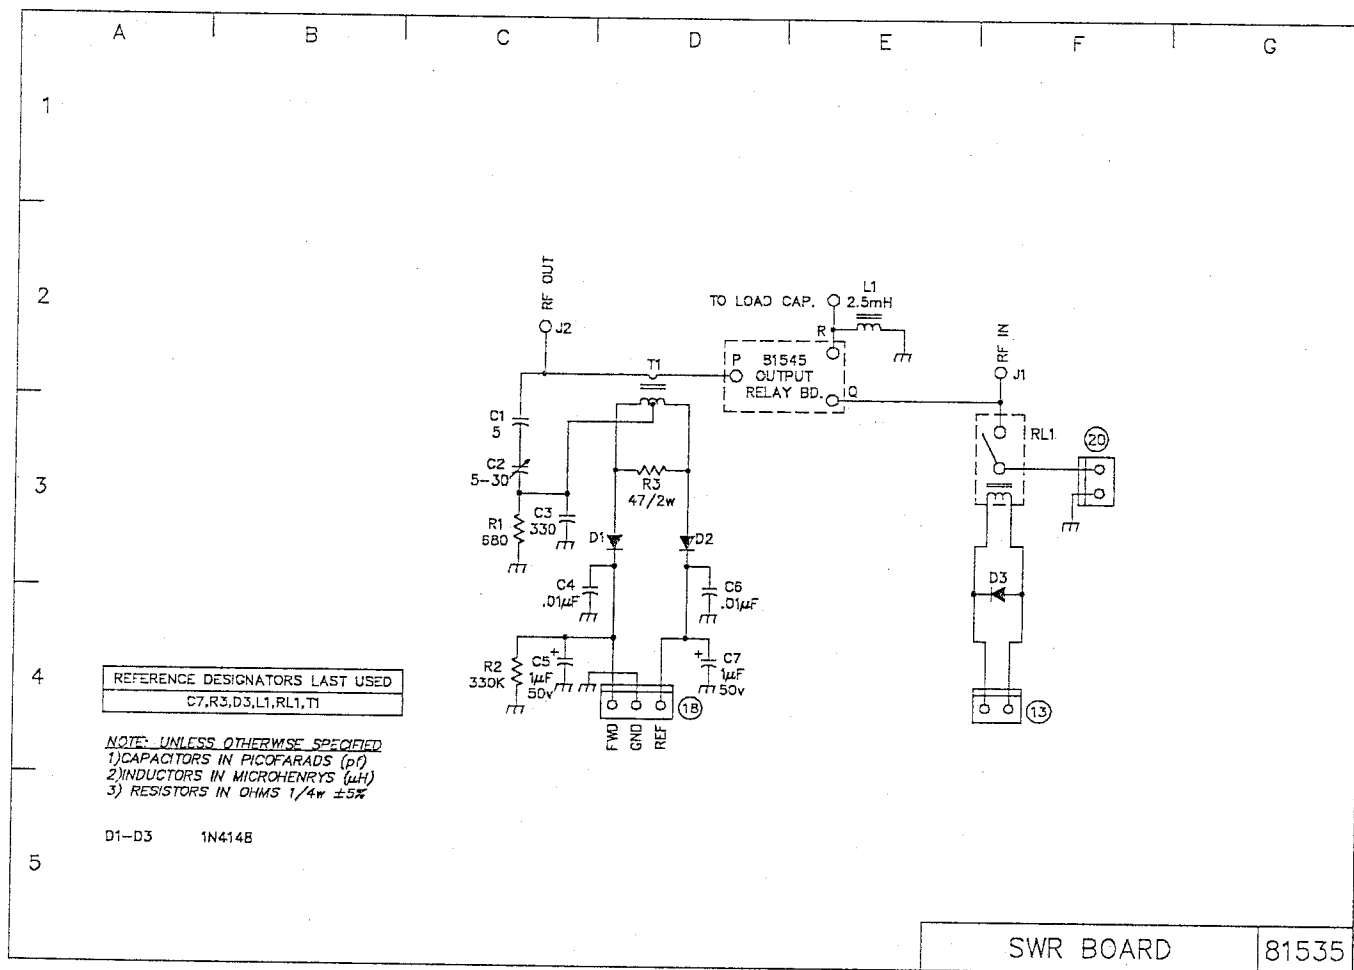 A B C D E F G
1
2
3
4
5
RF OUT
J2
TO LOAD CAP.
L1
2.5mH
R
RF IN
J1
T1
P 81545
OUTPUT
RELAY BD.
Q
C1
5
C2
5-30
R1
680
C3
330
R3
47/2w
D1
D2
RL1
20
C4
.01µF
C6
.01µF
D3
R2
330K
C5
+
1µF
50v
+
C7
1µF
50v
18
FWD
GND
REF
13
REFERENCE DESIGNATORS LAST USED
C7,R3,D3,L1,RL1,T1
NOTE: UNLESS OTHERWISE SPECIFIED
1)CAPACITORS IN PICOFARADS (pf)
2)INDUCTORS IN MICROHENRYS (µH)
3) RESISTORS IN OHMS 1/4w ±5%
D1-D3 1N4148
SWR BOARD
81535